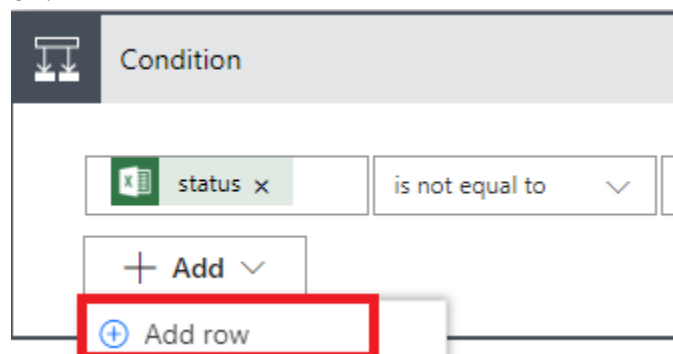 Condition
status x is not equal to
+ Add
Add row